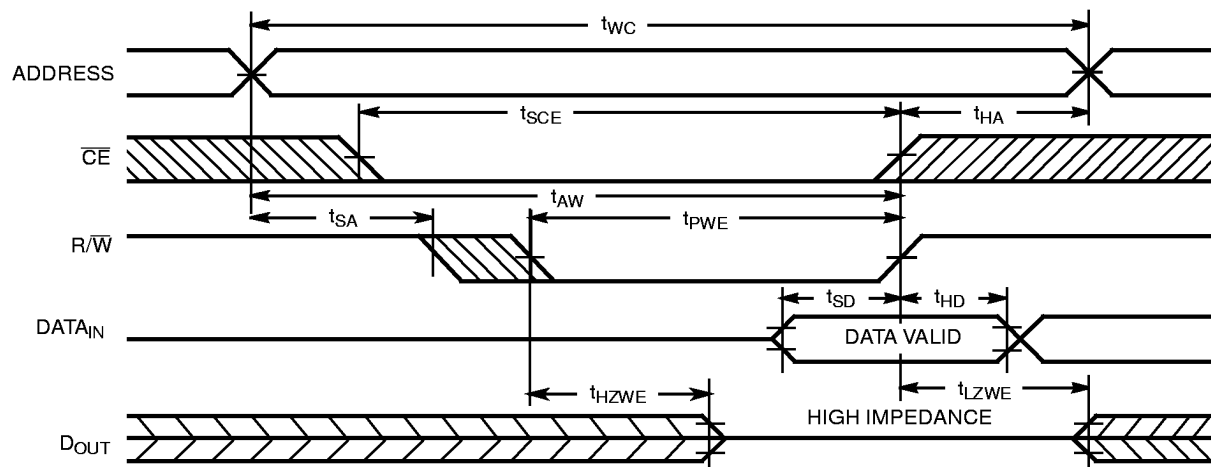 tWC
ADDRESS
tSCE
tHA
CE
tAW
tSA
tPWE
R/W
tSD
tHD
DATAIN
DATA VALID
tHZWE
tLZWE
HIGH IMPEDANCE
DOUT